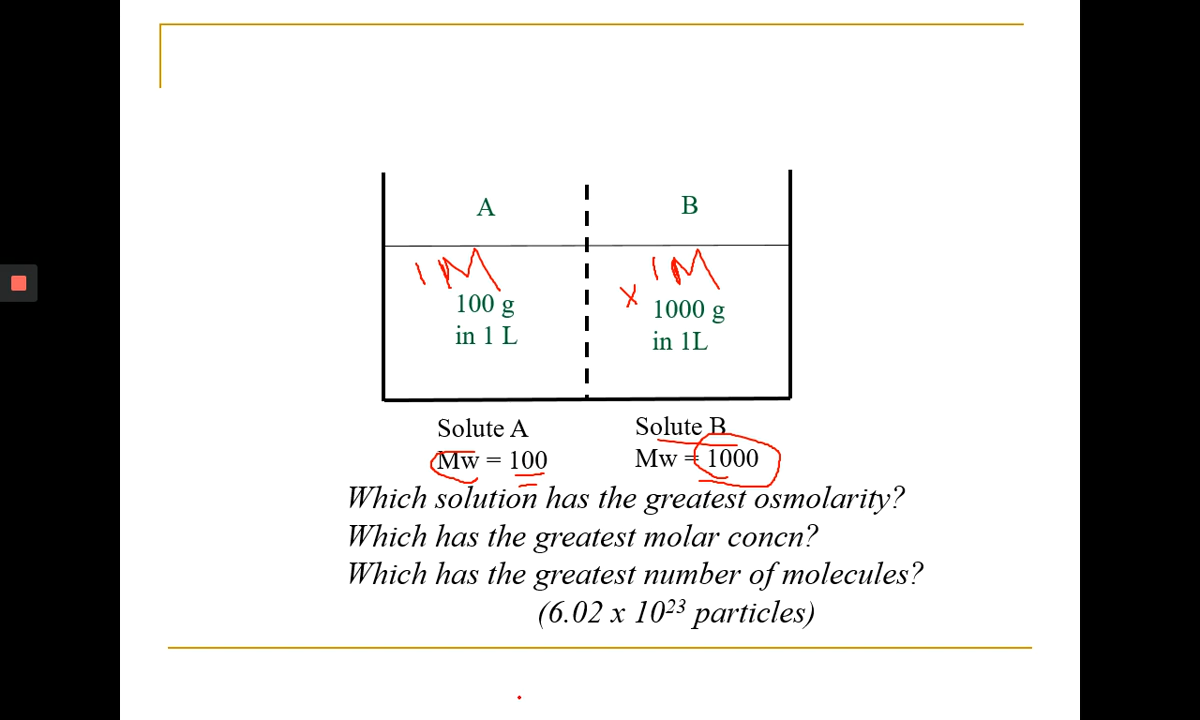 A
B
1M
x 1M
100 g
in 1 L
1000 g
in 1L
Solute A
Mw = 100
Solute B
Mw = 1000
Which solution has the greatest osmolarity?
Which has the greatest molar concn?
Which has the greatest number of molecules?
(6.02 x 10²³ particles)